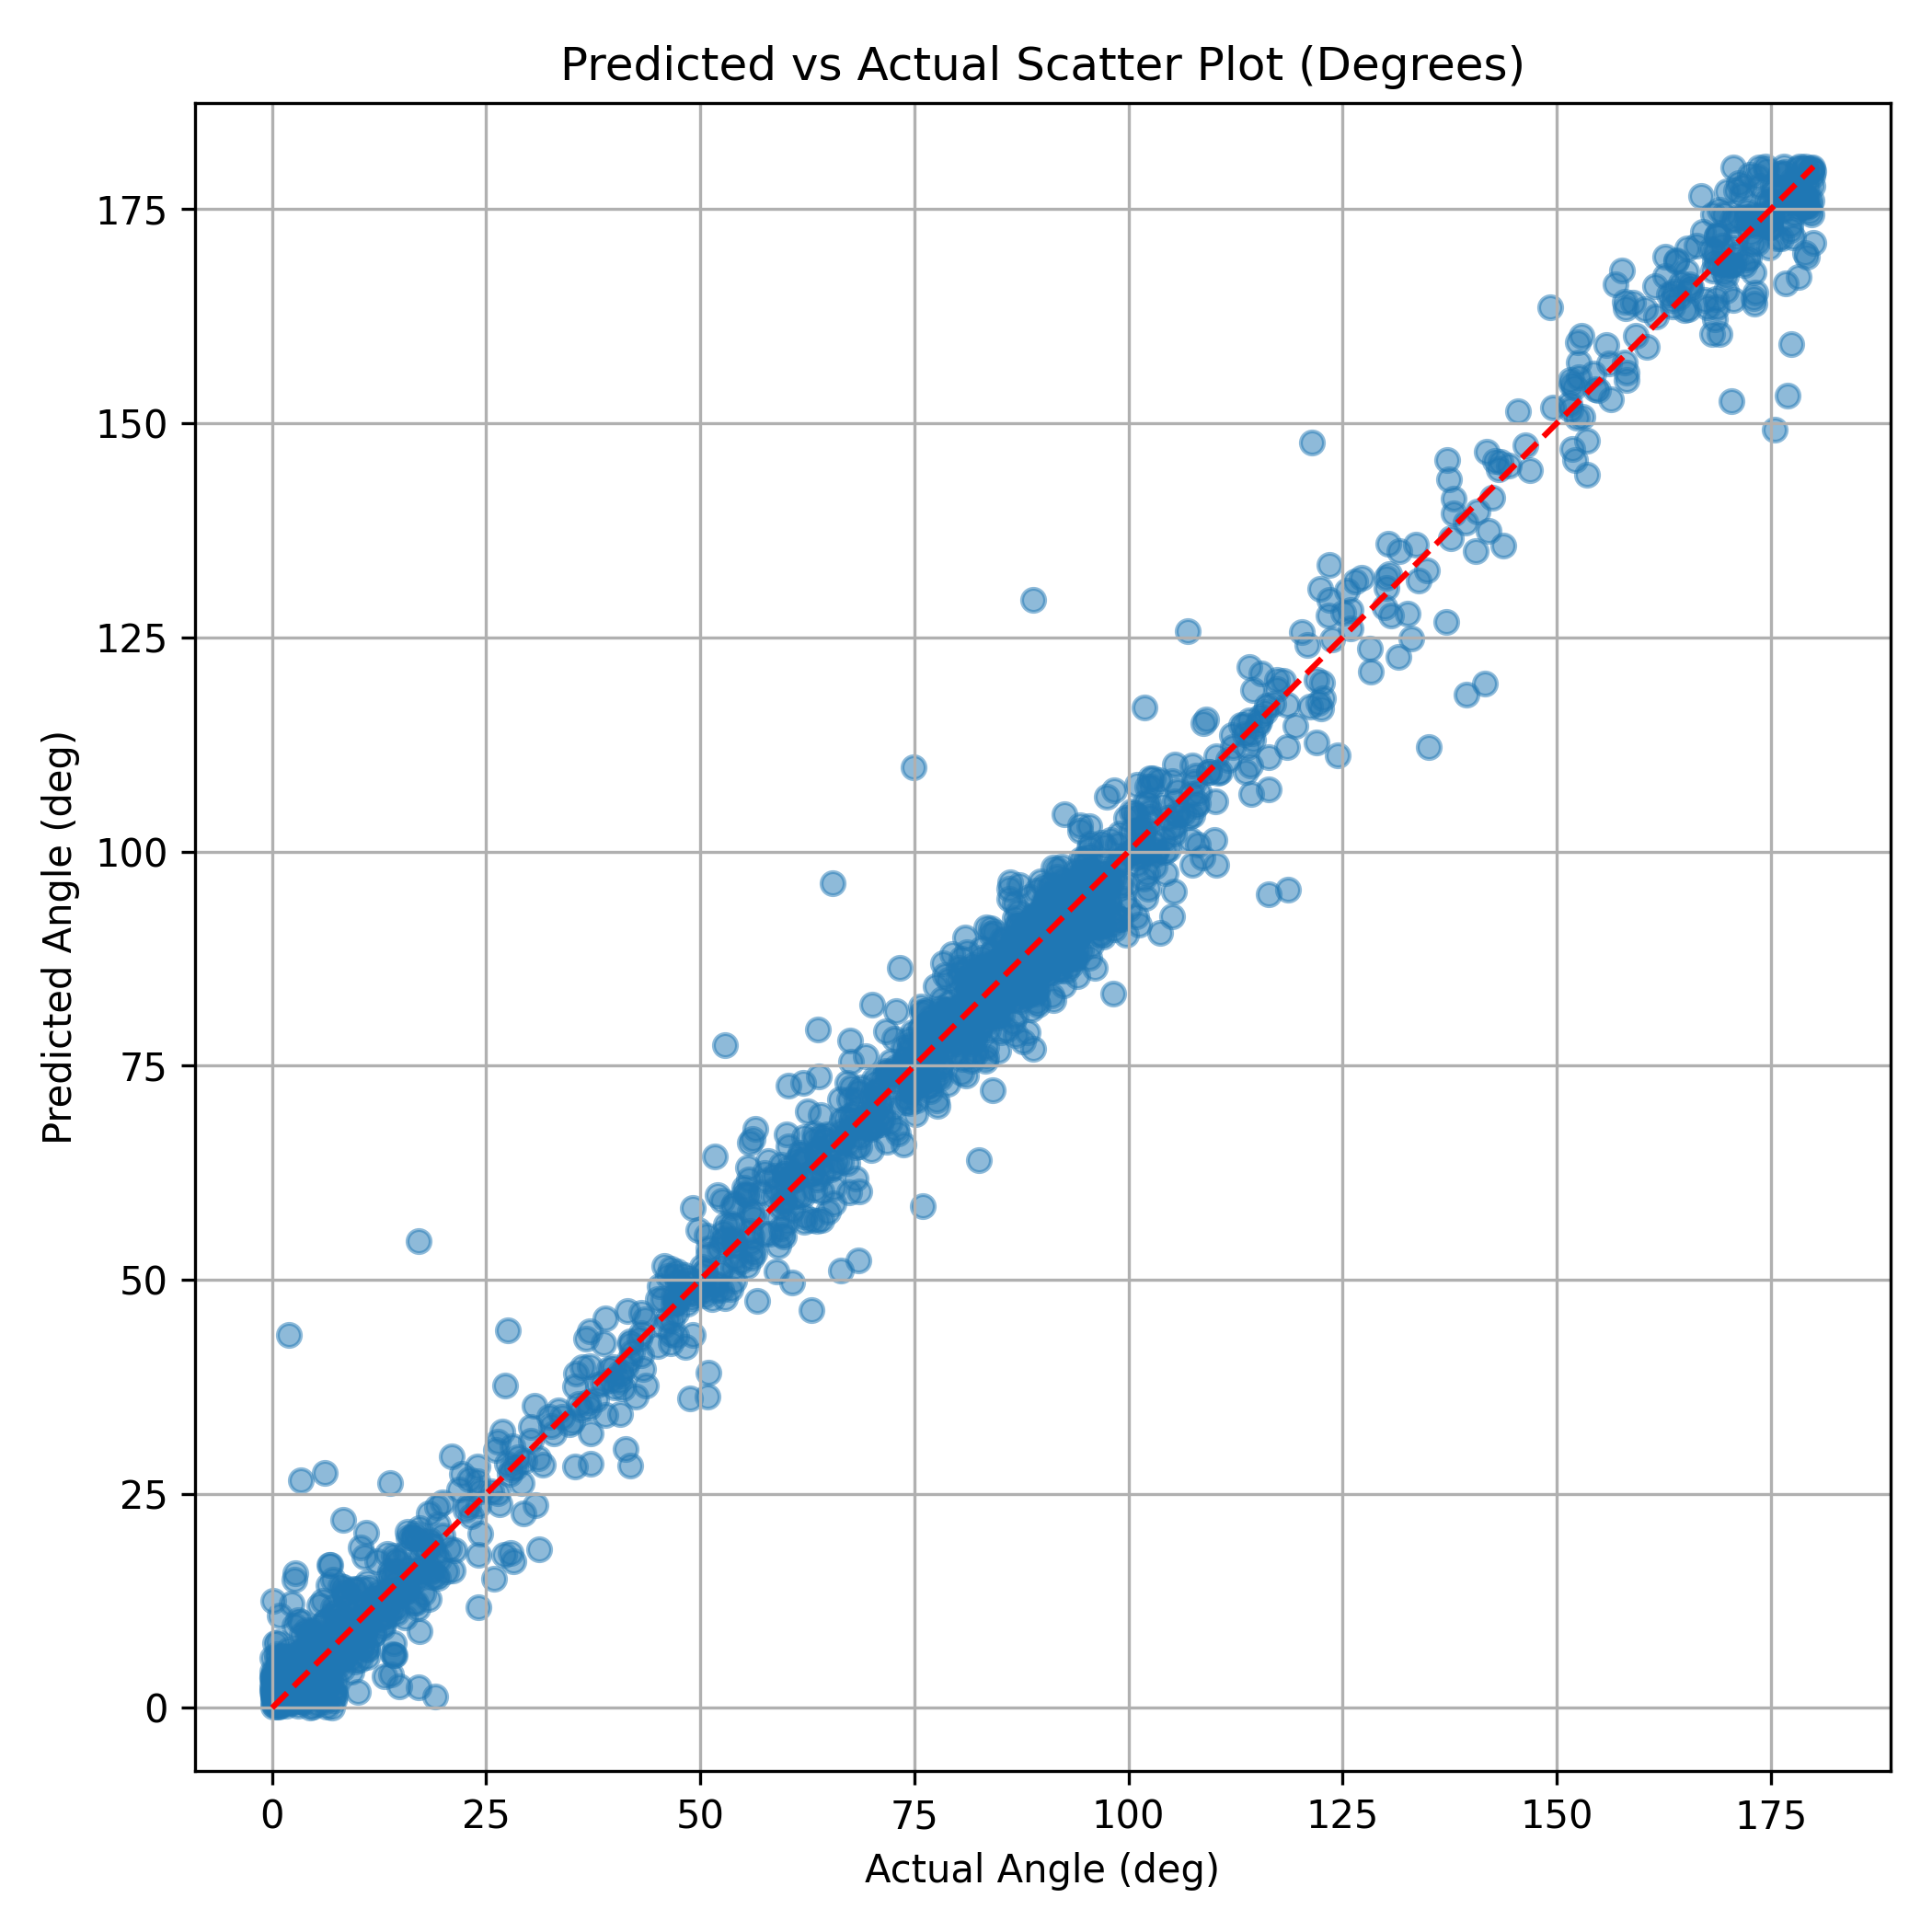 Predicted vs Actual Scatter Plot (Degrees)
175
150
125
100
75
50
25
0
Predicted Angle (deg)
0 25 50 75 100 125 150 175
Actual Angle (deg)